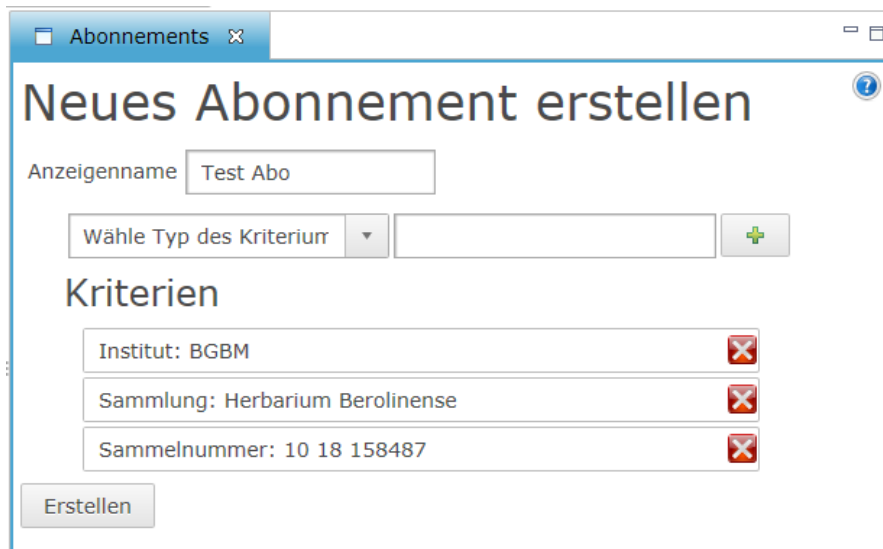 Abonnements
Neues Abonnement erstellen
Anzeigenname Test Abo
Wähle Typ des Kriterium
Kriterien
Institut: BGBM
Sammlung: Herbarium Berolinense
Sammelnummer: 10 18 158487
Erstellen